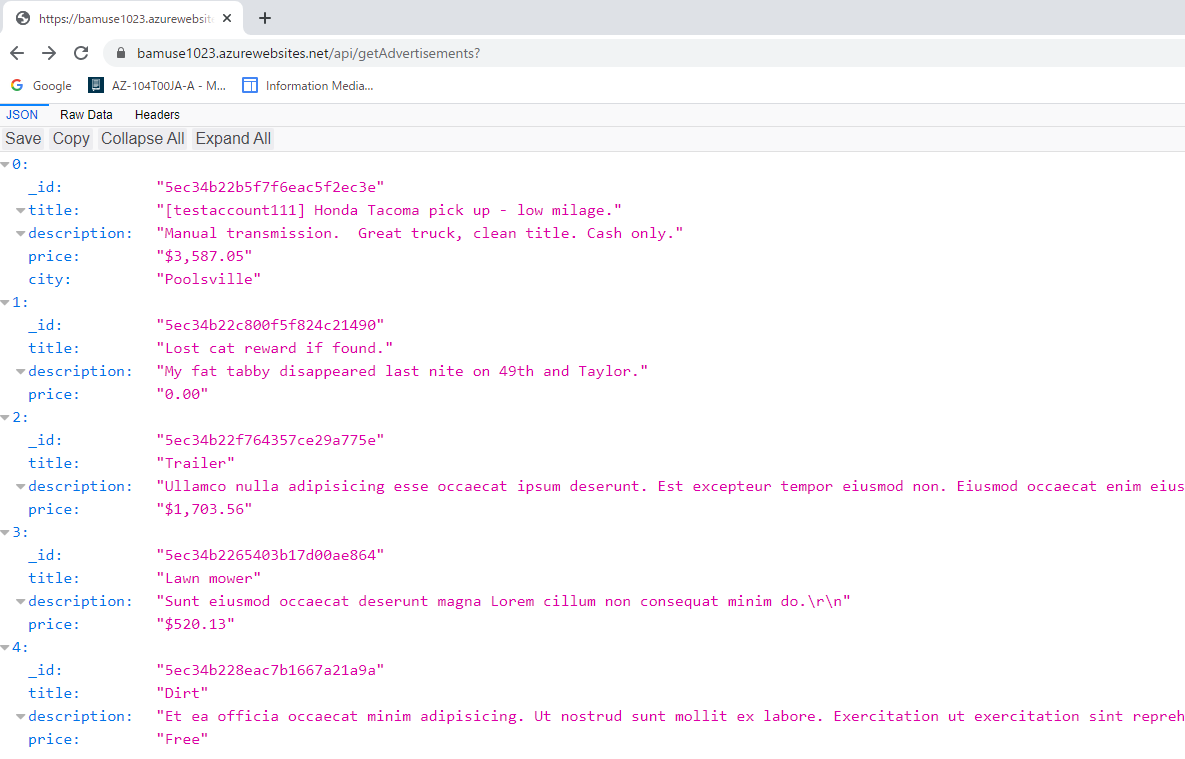 https://bamuse1023.azurewebsit
bamuse1023.azurewebsites.net/api/getAdvertisements?
Google AZ-104T00JA-A - M... Information Media...
JSON Raw Data Headers
Save Copy Collapse All Expand All
0:
_id: "5ec34b22b5f7f6eac5f2ec3e"
title: "[testaccount111] Honda Tacoma pick up - low milage."
description: "Manual transmission.  Great truck, clean title. Cash only."
price: "$3,587.05"
city: "Poolsville"
1:
_id: "5ec34b22c800f5f824c21490"
title: "Lost cat reward if found."
description: "My fat tabby disappeared last nite on 49th and Taylor."
price: "0.00"
2:
_id: "5ec34b22f764357ce29a775e"
title: "Trailer"
description: "Ullamco nulla adipisicing esse occaecat ipsum deserunt. Est excepteur tempor eiusmod non. Eiusmod occaecat enim eius
price: "$1,703.56"
3:
_id: "5ec34b2265403b17d00ae864"
title: "Lawn mower"
description: "Sunt eiusmod occaecat deserunt magna Lorem cillum non consequat minim do.\r\n"
price: "$520.13"
4:
_id: "5ec34b228eac7b1667a21a9a"
title: "Dirt"
description: "Et ea officia occaecat minim adipisicing. Ut nostrud sunt mollit ex labore. Exercitation ut exercitation sint repreh
price: "Free"